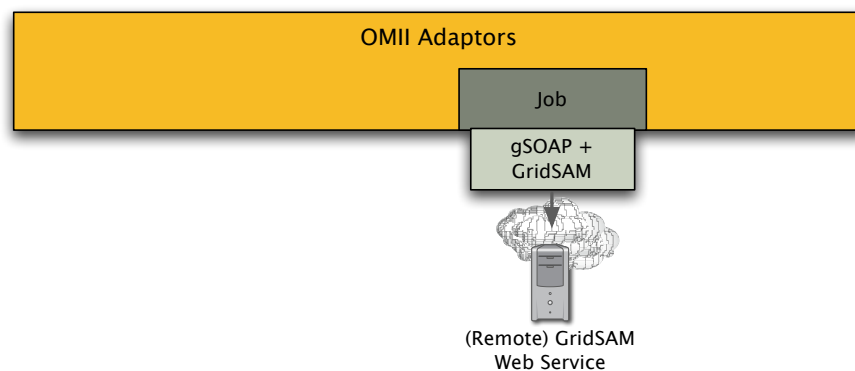 OMII Adaptors
Job
gSOAP +
GridSAM
(Remote) GridSAM
Web Service